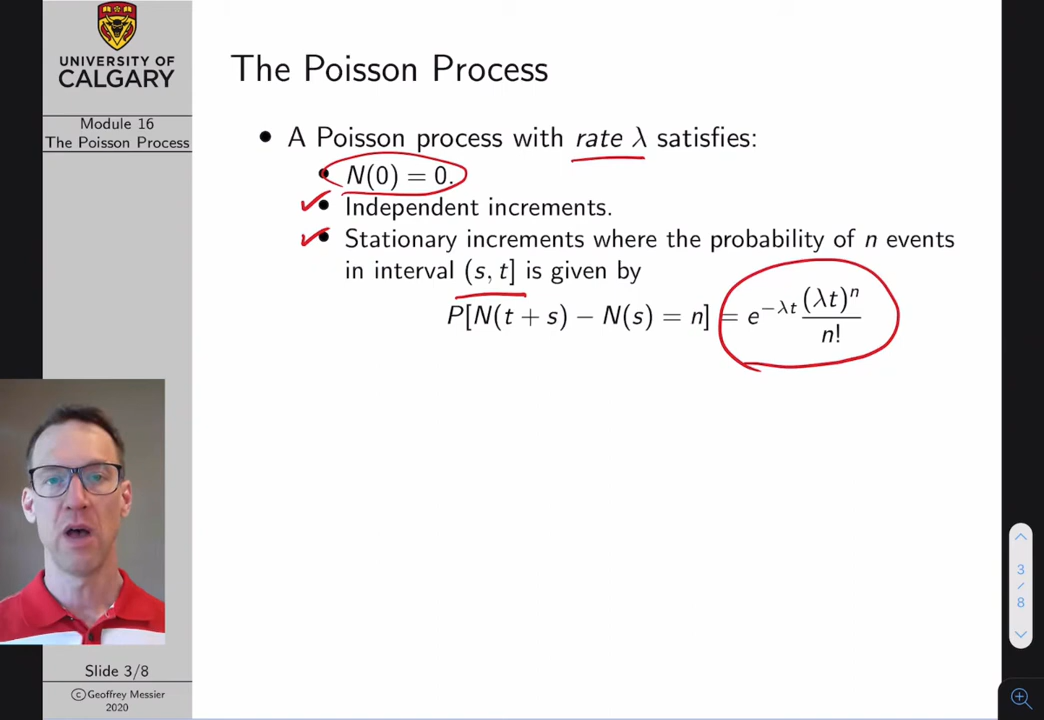 UNIVERSITY OF
CALGARY
Module 16
The Poisson Process
The Poisson Process
• A Poisson process with rate λ satisfies:
• N(0) = 0.
• Independent increments.
• Stationary increments where the probability of n events
in interval (s, t] is given by
P[N(t + s) − N(s) = n] = e^{−λt} (λt)^n / n!
Slide 3/8
©Geoffrey Messier
2020
3
/
8